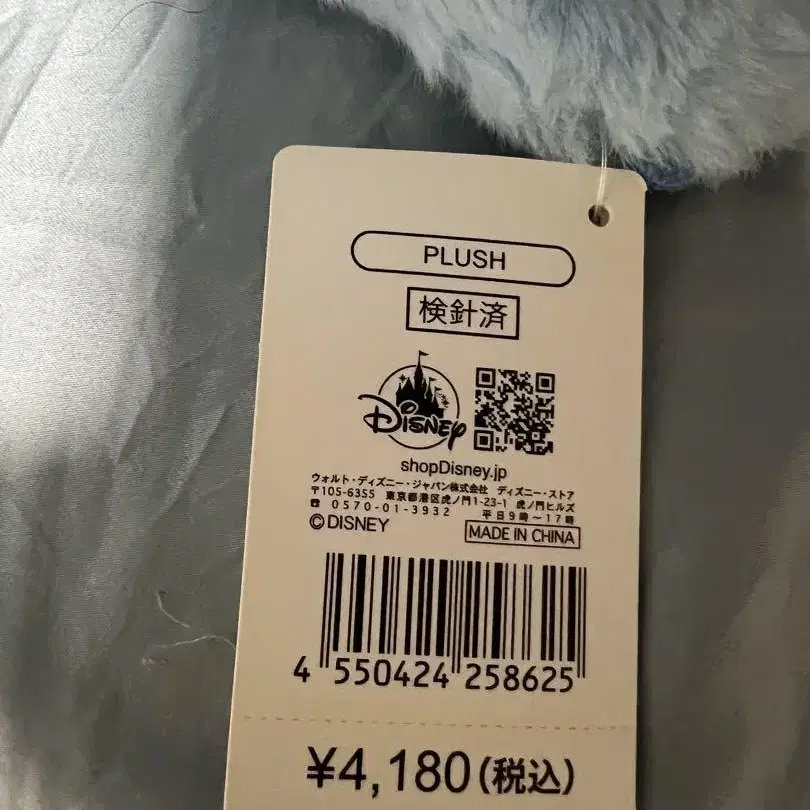 PLUSH
検針済
Disney
shopDisney.jp
ウォルト・ディズニー・ジャパン株式会社 ディズニー・ストア
〒105-6355 東京都港区虎ノ門1-23-1 虎ノ門ヒルズ
☎ 0570-01-3932 平日9時〜17時
©DISNEY
MADE IN CHINA
4 550424 258625
¥4,180(税込)